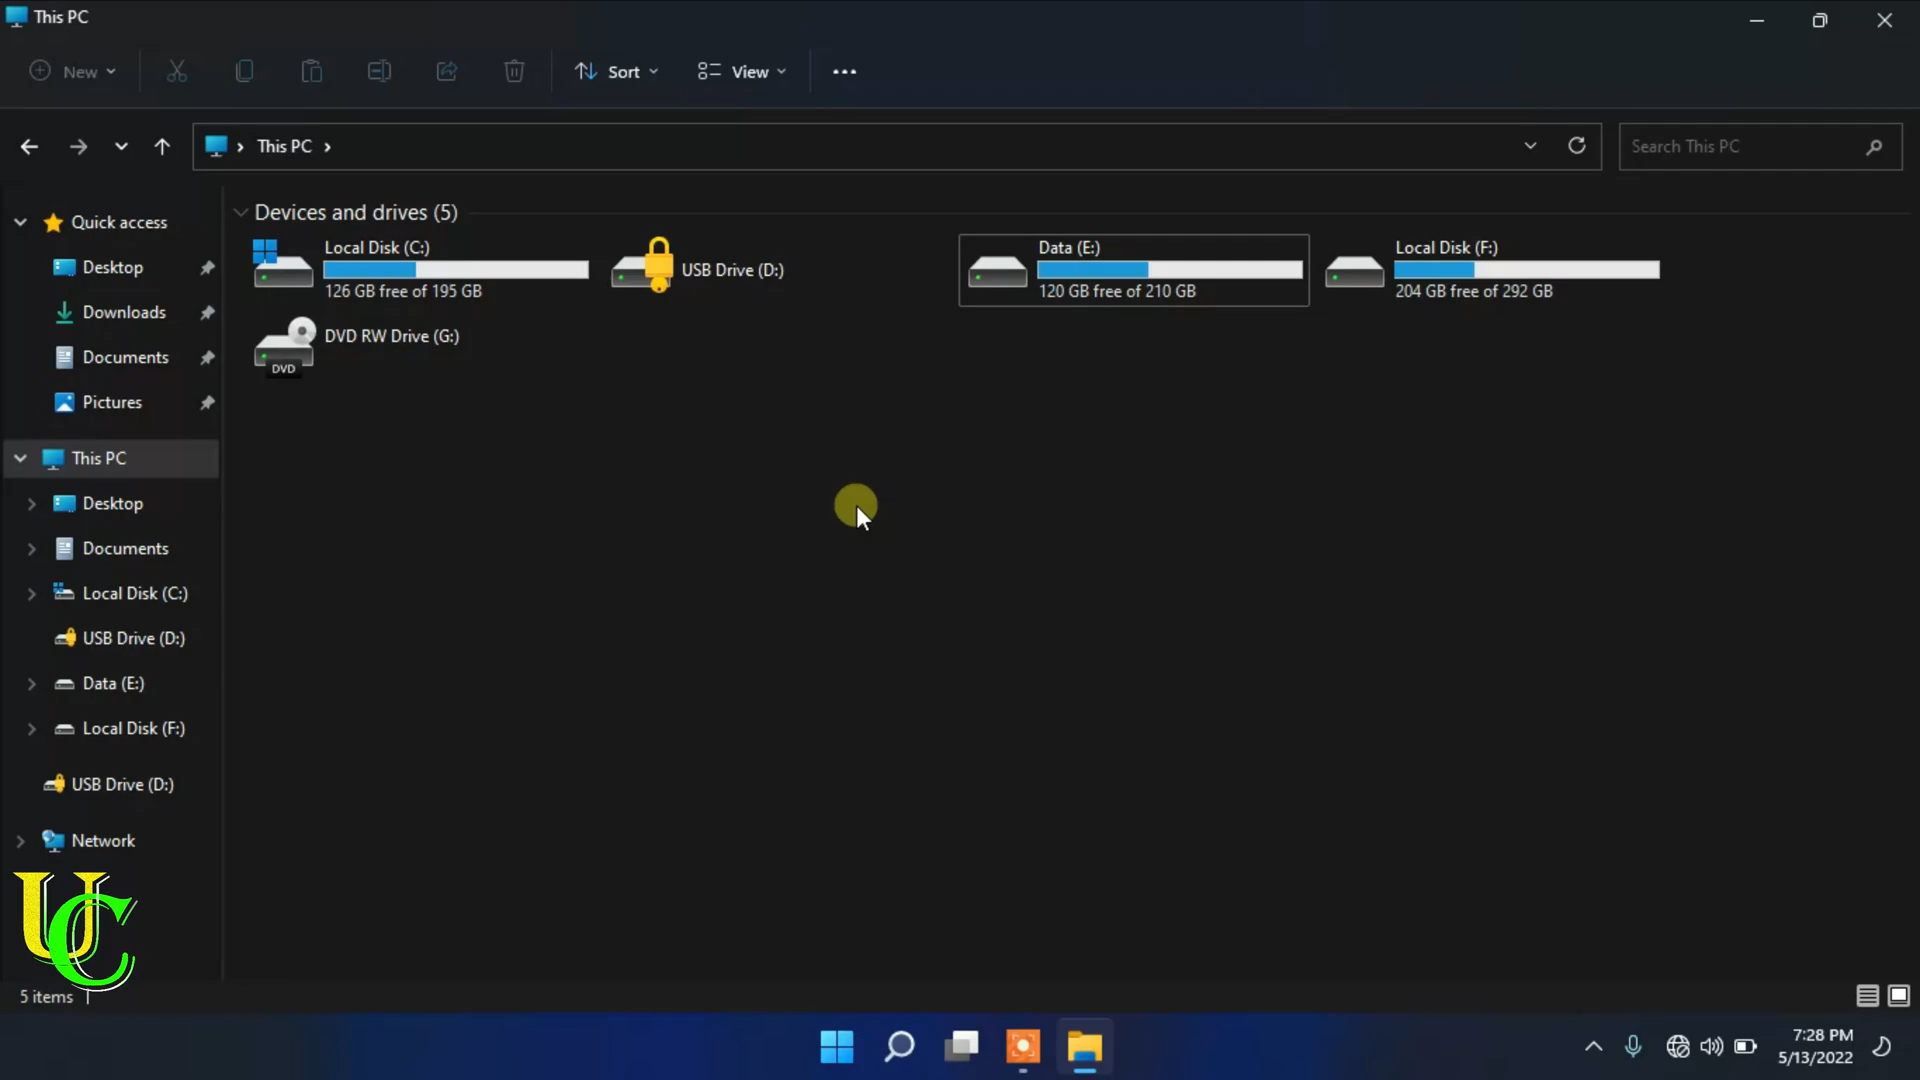 This PC
New
Sort
View
This PC
Search This PC
Quick access
Desktop
Downloads
Documents
Pictures
This PC
Desktop
Documents
Local Disk (C:)
USB Drive (D:)
Data (E:)
Local Disk (F:)
USB Drive (D:)
Network
UC
Devices and drives (5)
Local Disk (C:)
126 GB free of 195 GB
USB Drive (D:)
Data (E:)
120 GB free of 210 GB
Local Disk (F:)
204 GB free of 292 GB
DVD RW Drive (G:)
DVD
5 items
7:28 PM
5/13/2022